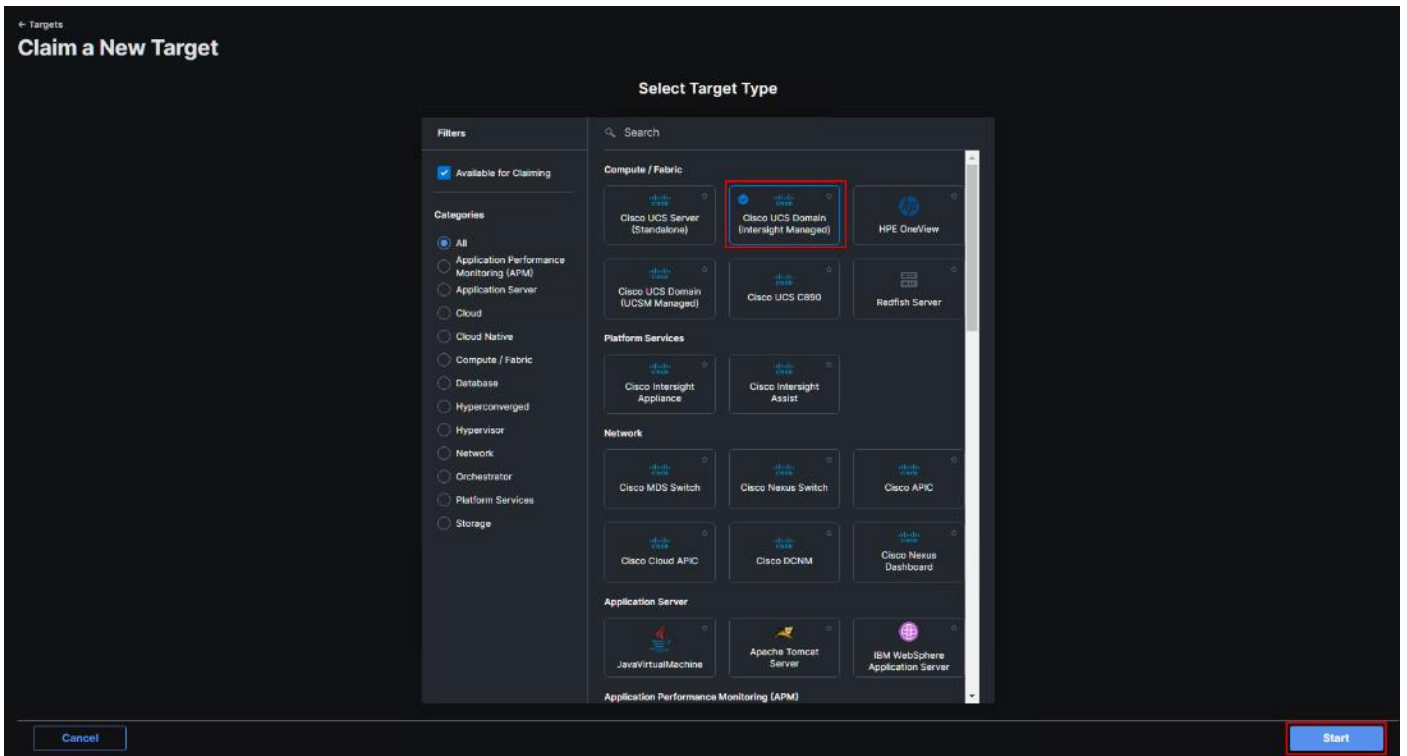 ← Targets
Claim a New Target
Select Target Type
Filters
Available for Claiming
Categories
All
Application Performance
Monitoring (APM)
Application Server
Cloud
Cloud Native
Compute / Fabric
Database
Hyperconverged
Hypervisor
Network
Orchestrator
Platform Services
Storage
Search
Compute / Fabric
Cisco UCS Server
(Standalone)
Cisco UCS Domain
(Intersight Managed)
HPE OneView
Cisco UCS Domain
(UCSM Managed)
Cisco UCS C890
Redfish Server
Platform Services
Cisco Intersight
Appliance
Cisco Intersight
Assist
Network
Cisco MDS Switch
Cisco Nexus Switch
Cisco APIC
Cisco Cloud APIC
Cisco DCNM
Cisco Nexus
Dashboard
Application Server
JavaVirtualMachine
Apache Tomcat
Server
IBM WebSphere
Application Server
Application Performance Monitoring (APM)
Cancel
Start